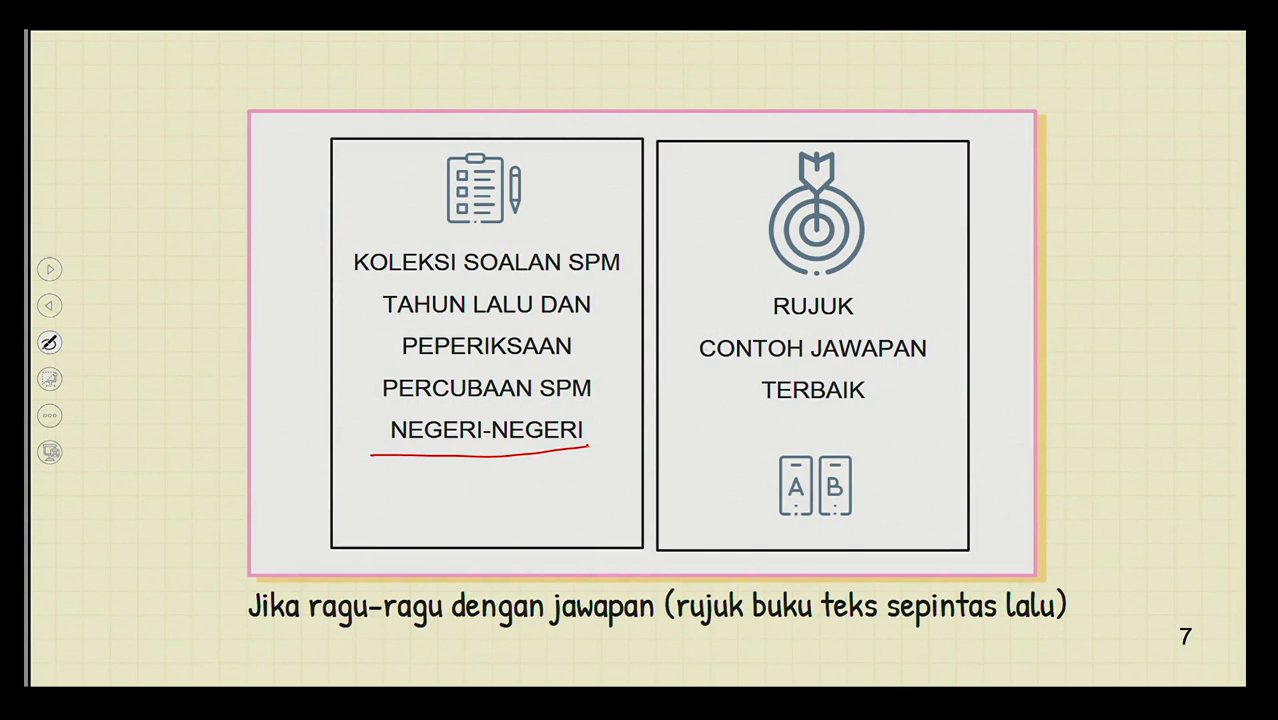 KOLEKSI SOALAN SPM
TAHUN LALU DAN
PEPERIKSAAN
PERCUBAAN SPM
NEGERI-NEGERI
RUJUK
CONTOH JAWAPAN
TERBAIK
A B
Jika ragu-ragu dengan jawapan (rujuk buku teks sepintas lalu)
7